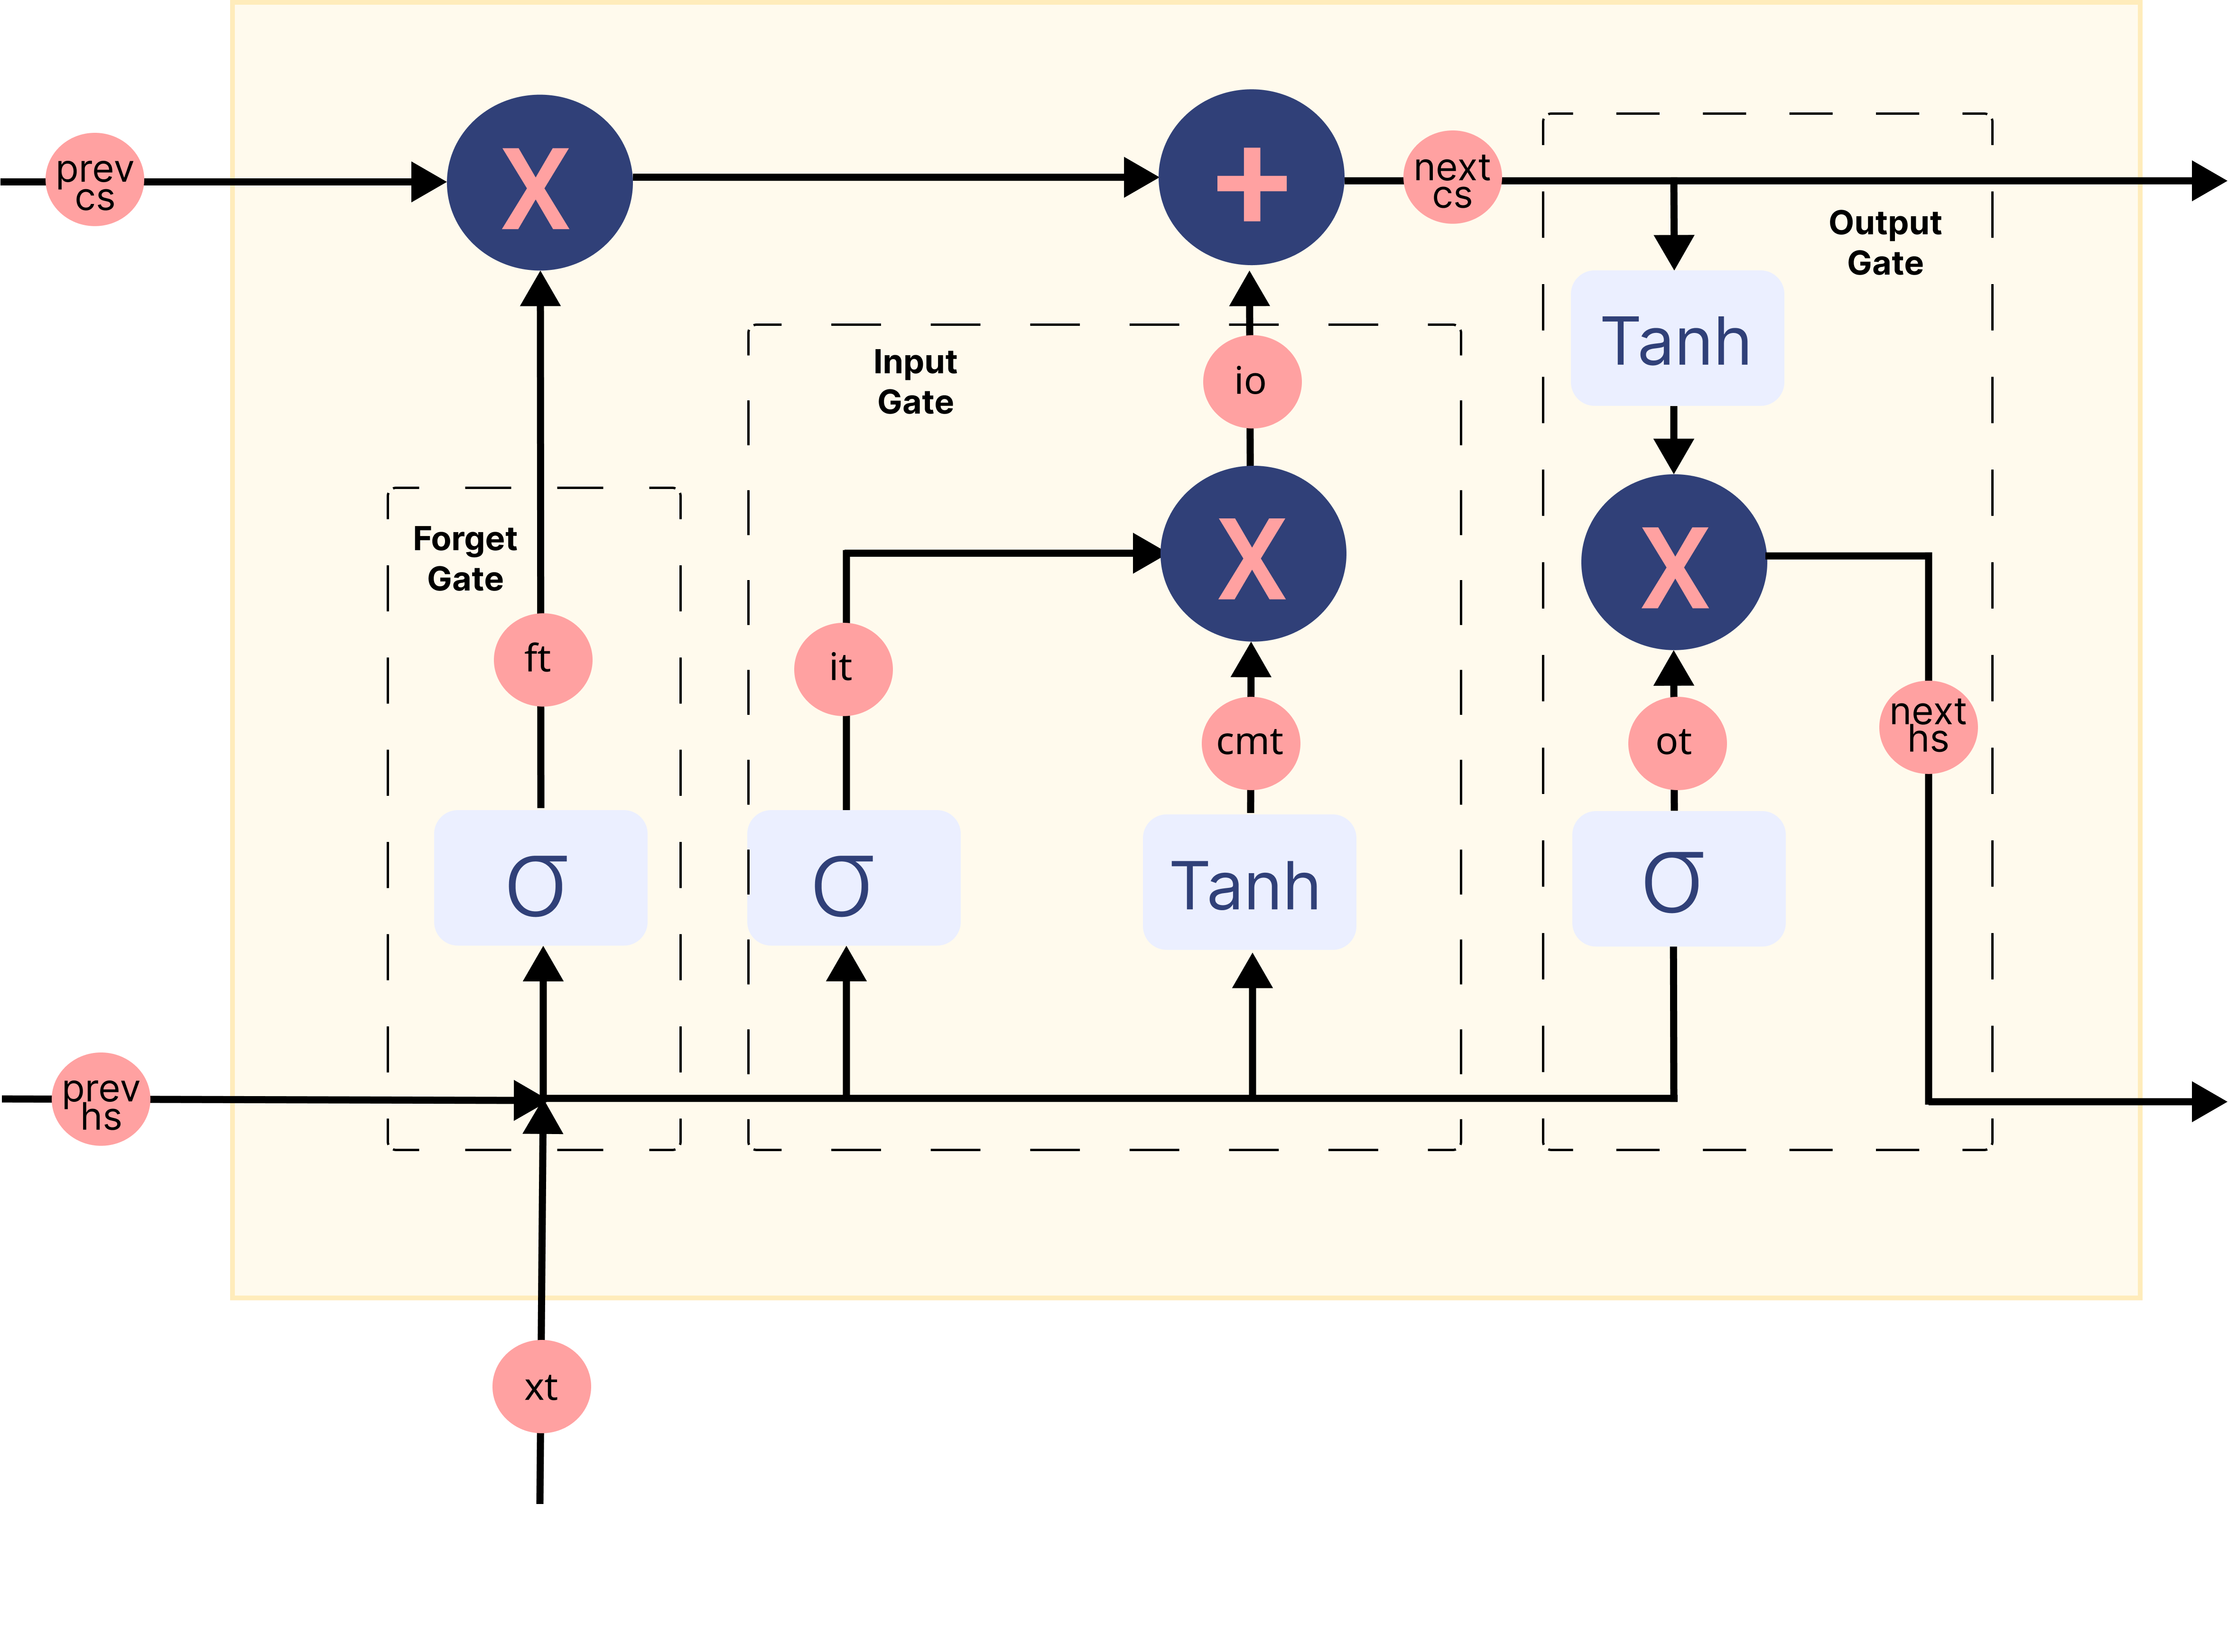 X
+
prev
cs
next
cs
Output
Gate
Tanh
Input
Gate
io
Forget
Gate
X
X
ft
it
cmt
ot
next
hs
σ
σ
Tanh
σ
prev
hs
xt